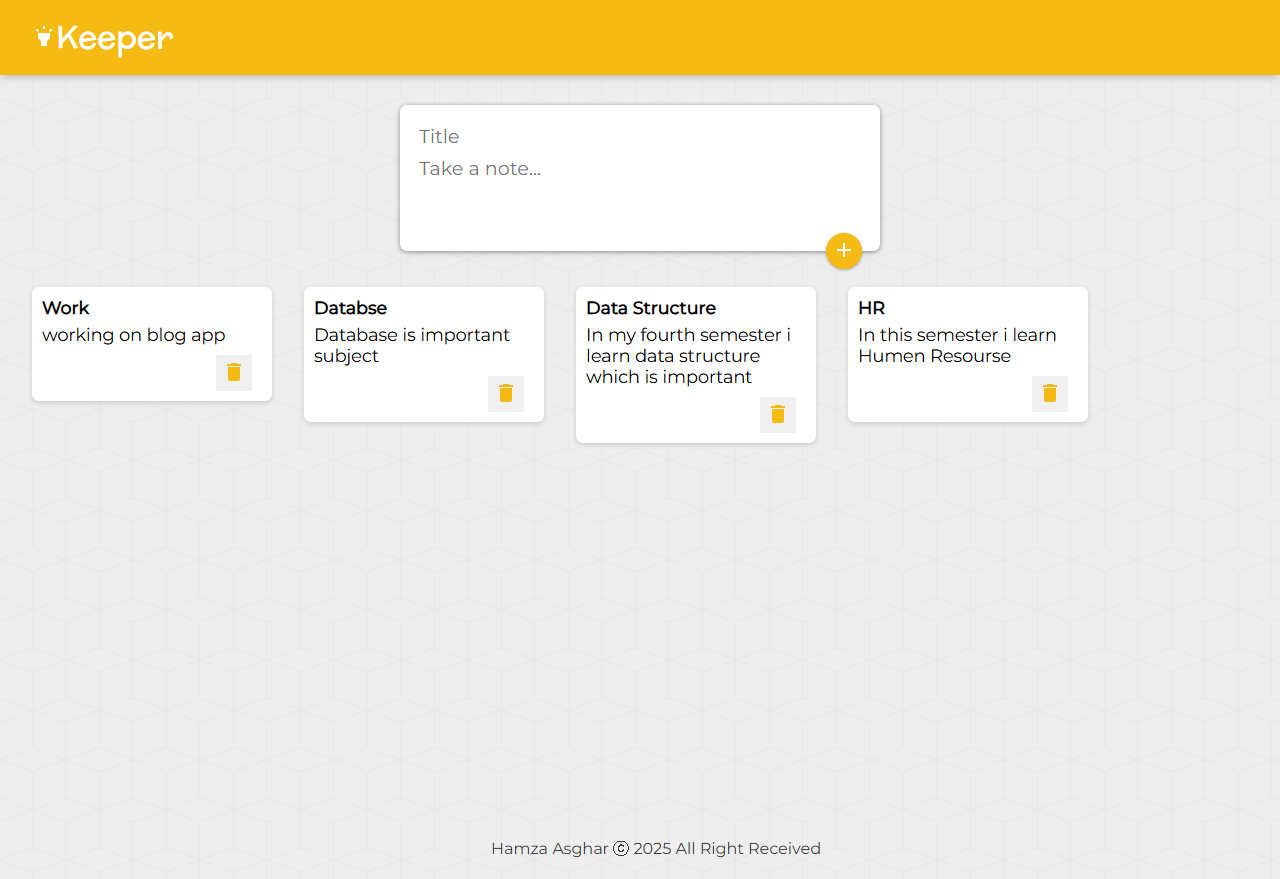 Keeper
Title
Take a note...
Work
working on blog app
Databse
Database is important
subject
Data Structure
In my fourth semester i
learn data structure
which is important
HR
In this semester i learn
Humen Resourse
Hamza Asghar ⓒ 2025 All Right Received